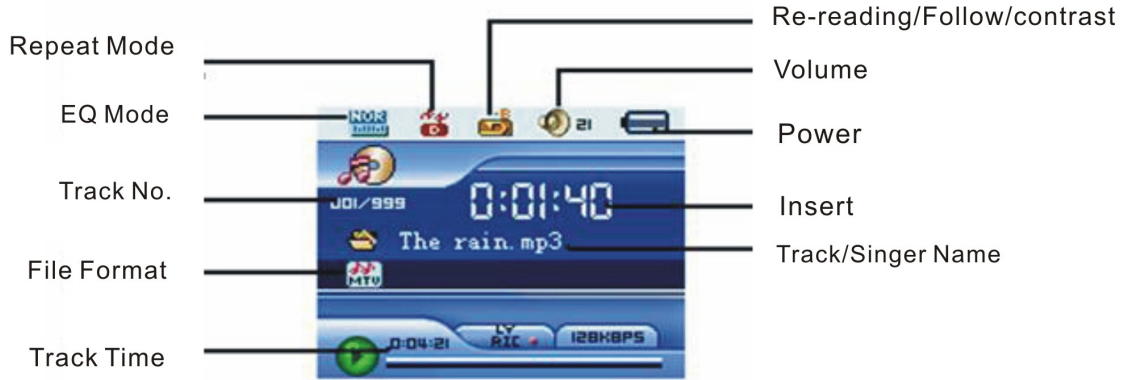 Re-reading/Follow/contrast
Repeat Mode
Volume
EQ Mode
NOR
21
Power
Track No.
001/999
0:01:40
Insert
The rain.mp3
Track/Singer Name
File Format
MTV
Track Time
0:04:21
LY
RIC
128KBPS